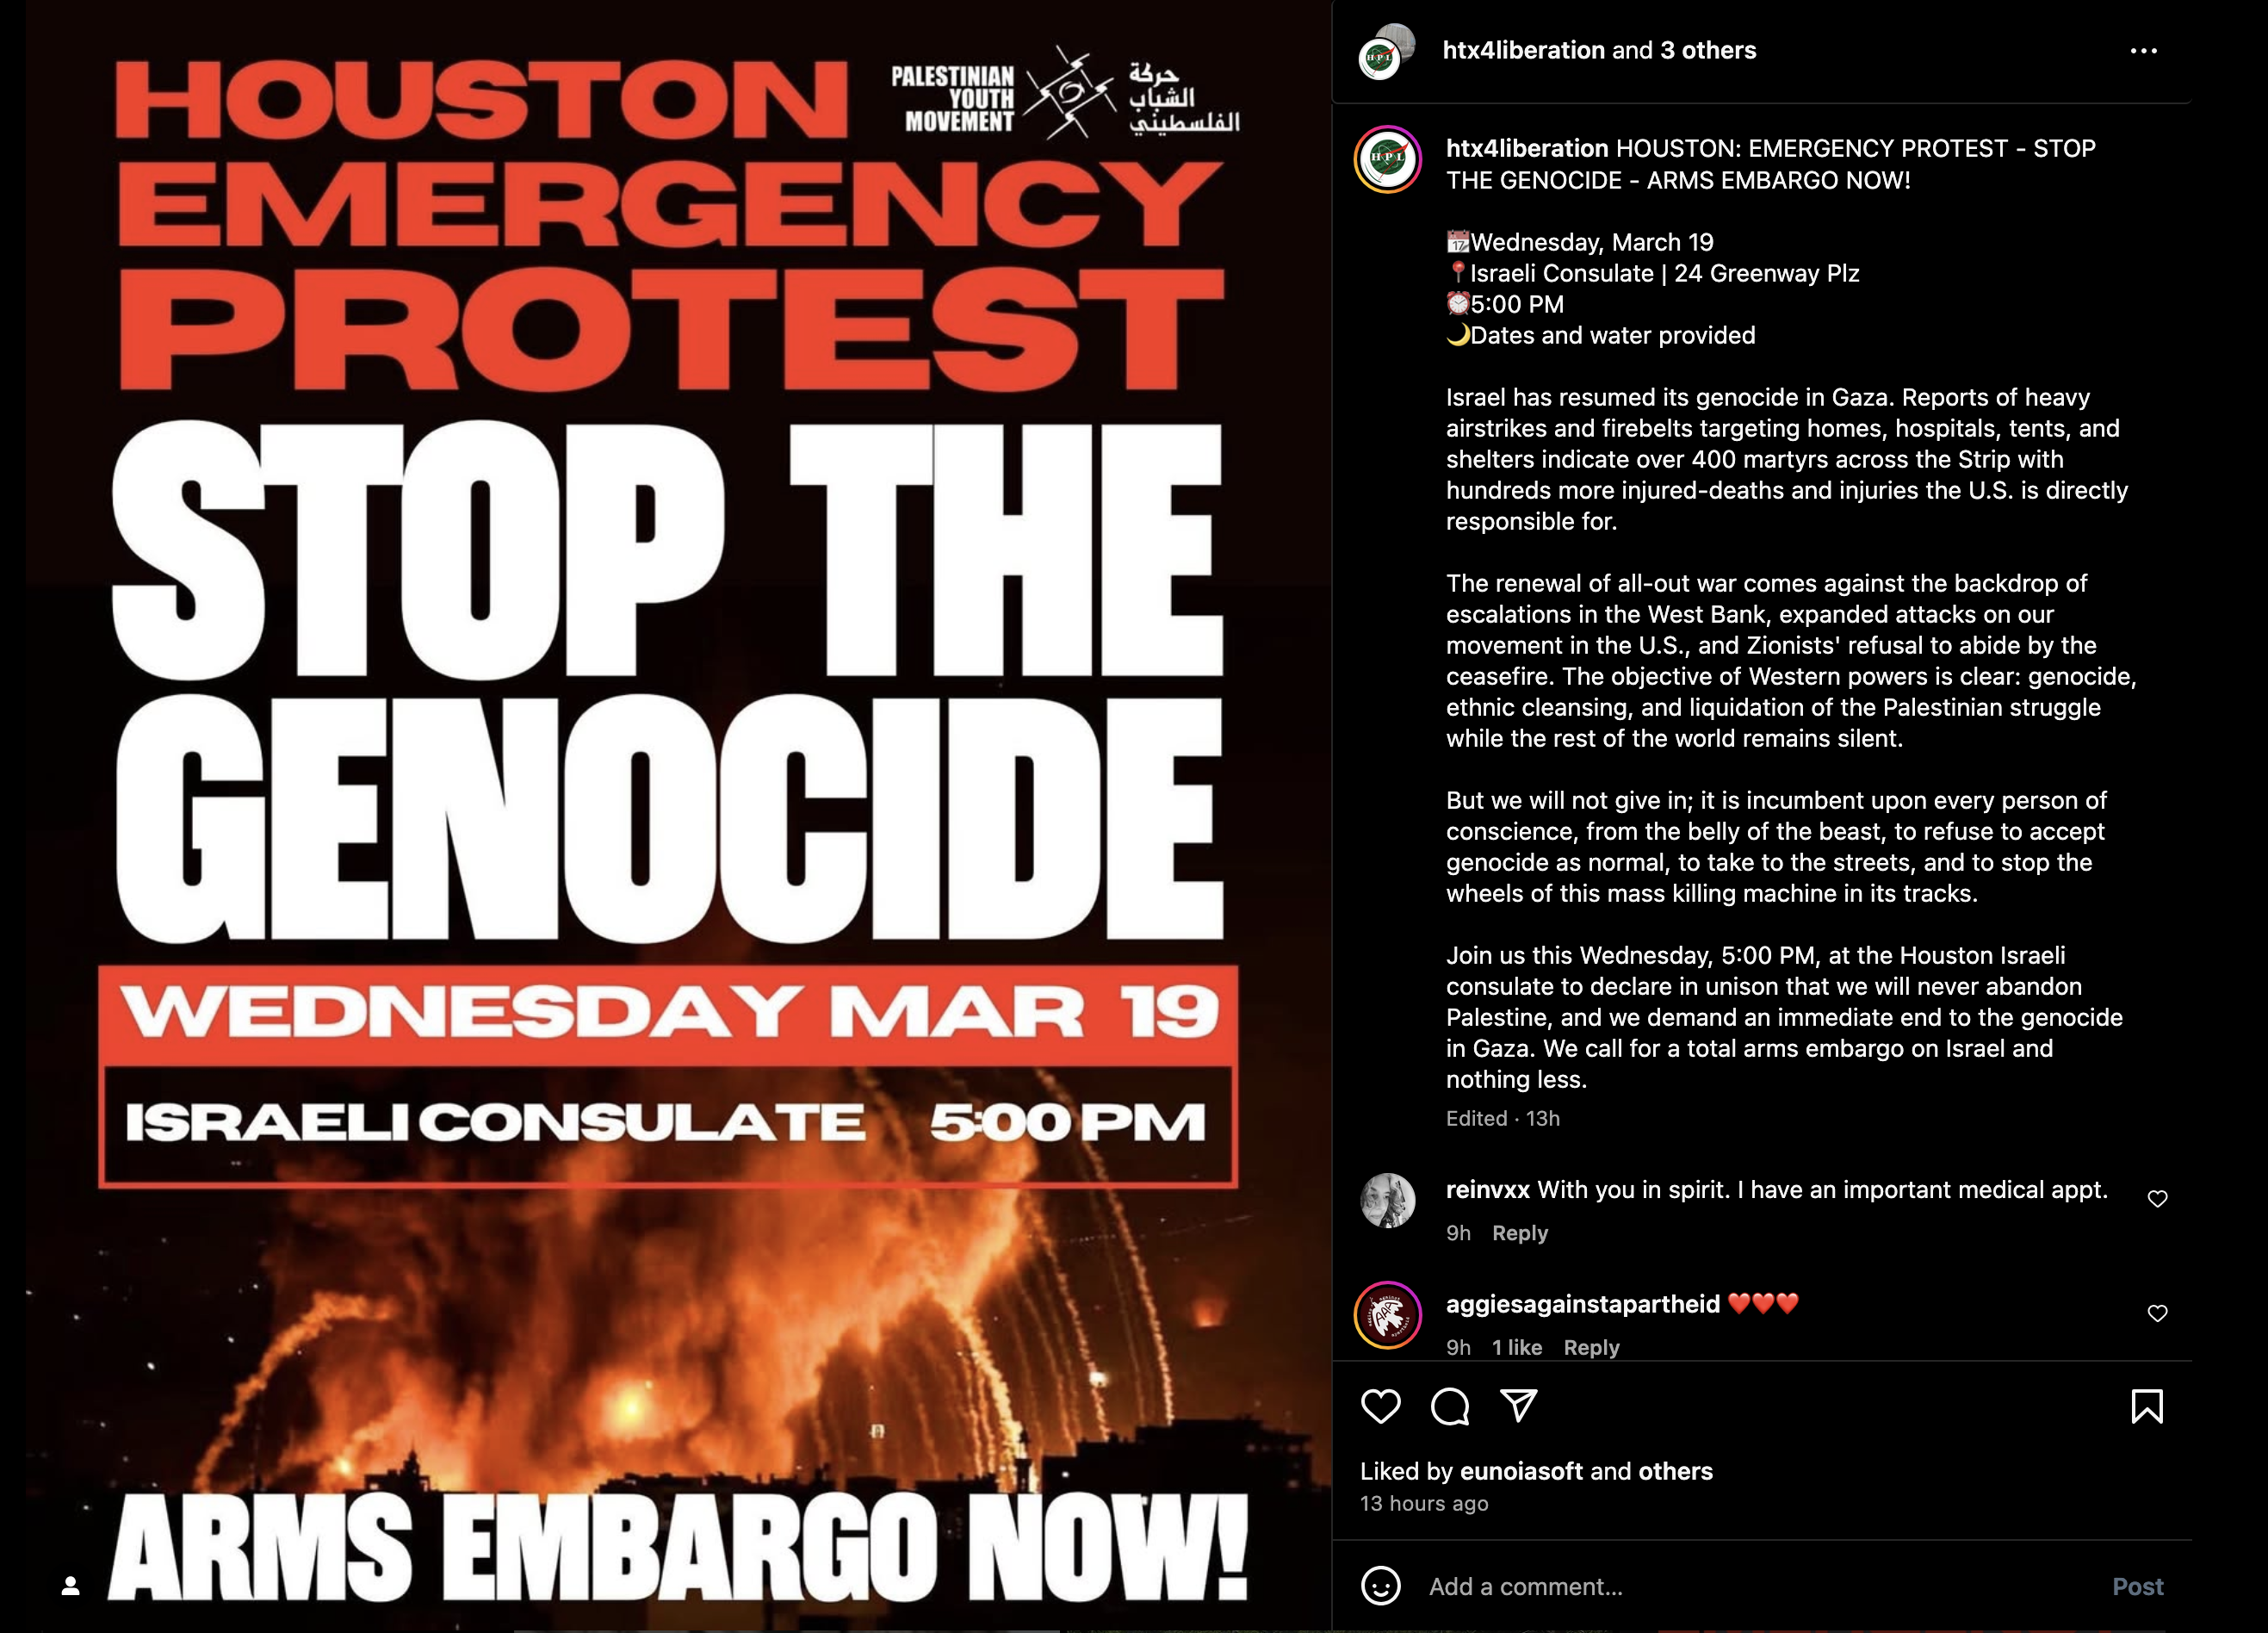 HOUSTON
PALESTINIAN
YOUTH
MOVEMENT
حركة
الشباب
الفلسطيني
EMERGENCY
PROTEST
STOP THE
GENOCIDE
WEDNESDAY MAR 19
ISRAELI CONSULATE 5:00 PM
ARMS EMBARGO NOW!
HPL
htx4liberation and 3 others
HPL
htx4liberation HOUSTON: EMERGENCY PROTEST - STOP
THE GENOCIDE - ARMS EMBARGO NOW!
📅Wednesday, March 19
📍Israeli Consulate | 24 Greenway Plz
⏰5:00 PM
🌙Dates and water provided
Israel has resumed its genocide in Gaza. Reports of heavy
airstrikes and firebelts targeting homes, hospitals, tents, and
shelters indicate over 400 martyrs across the Strip with
hundreds more injured-deaths and injuries the U.S. is directly
responsible for.
The renewal of all-out war comes against the backdrop of
escalations in the West Bank, expanded attacks on our
movement in the U.S., and Zionists' refusal to abide by the
ceasefire. The objective of Western powers is clear: genocide,
ethnic cleansing, and liquidation of the Palestinian struggle
while the rest of the world remains silent.
But we will not give in; it is incumbent upon every person of
conscience, from the belly of the beast, to refuse to accept
genocide as normal, to take to the streets, and to stop the
wheels of this mass killing machine in its tracks.
Join us this Wednesday, 5:00 PM, at the Houston Israeli
consulate to declare in unison that we will never abandon
Palestine, and we demand an immediate end to the genocide
in Gaza. We call for a total arms embargo on Israel and
nothing less.
Edited · 13h
reinvxx With you in spirit. I have an important medical appt.
9h Reply
aggiesagainstapartheid ❤️❤️❤️
9h 1 like Reply
Liked by eunoiasoft and others
13 hours ago
Add a comment...
Post